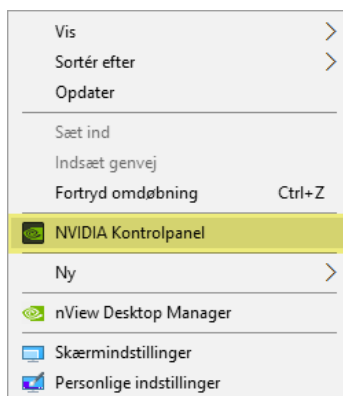 Vis
Sortér efter
Opdater
Sæt ind
Indsæt genvej
Fortryd omdøbning Ctrl+Z
NVIDIA Kontrolpanel
Ny
nView Desktop Manager
Skærmindstillinger
Personlige indstillinger